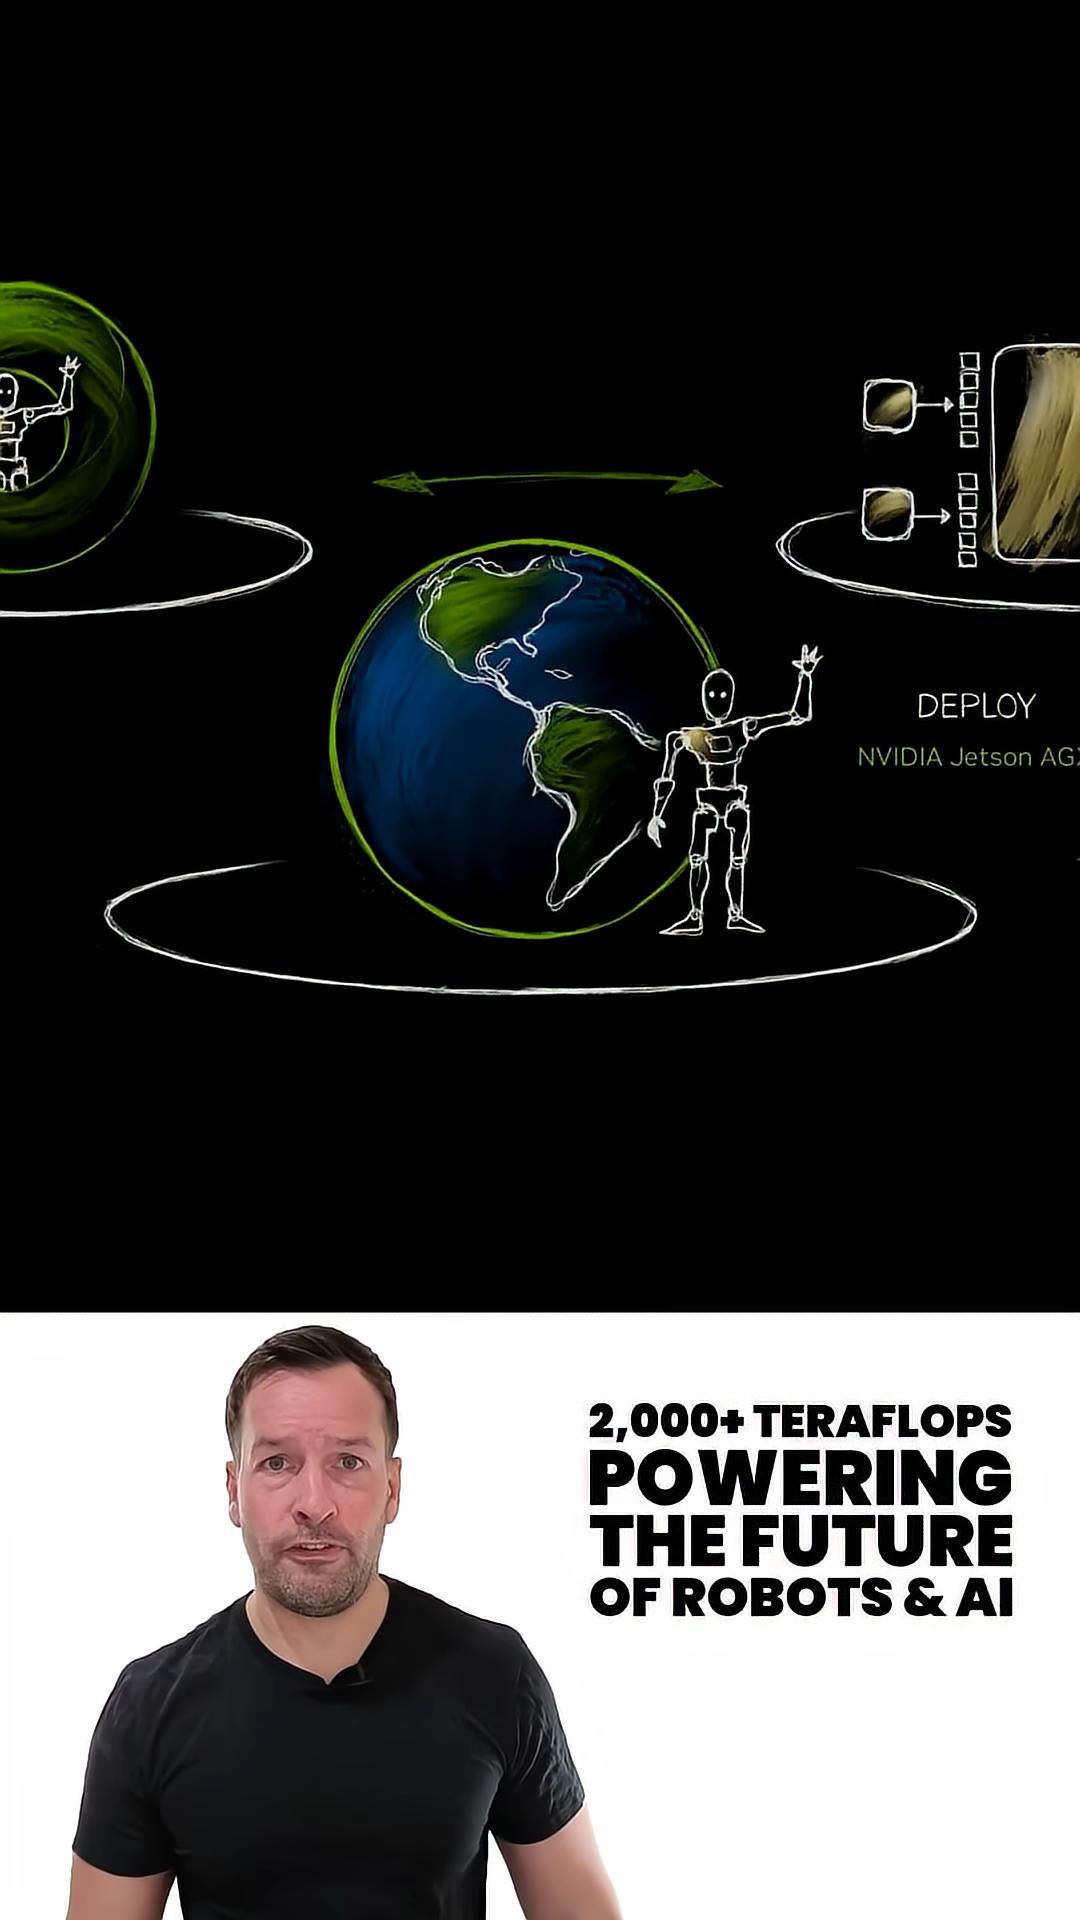 DEPLOY
NVIDIA Jetson
2,000+ TERAFLOPS
POWERING
THE FUTURE
OF ROBOTS & AI